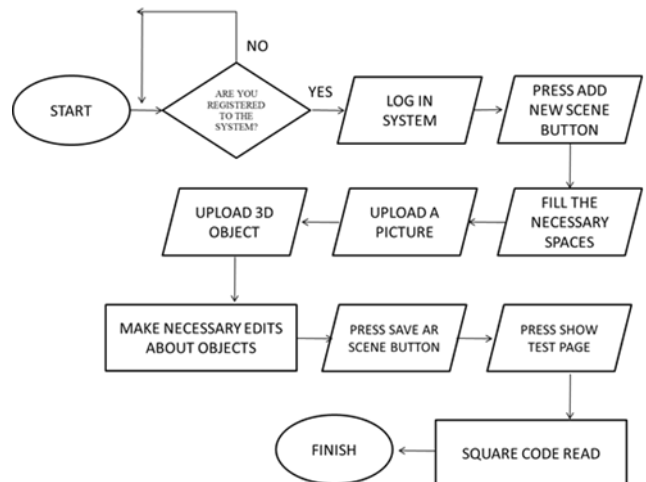 NO
START
ARE YOU
REGISTERED
TO THE
SYSTEM?
YES
LOG IN
SYSTEM
PRESS ADD
NEW SCENE
BUTTON
FILL THE
NECESSARY
SPACES
UPLOAD A
PICTURE
UPLOAD 3D
OBJECT
MAKE NECESSARY EDITS
ABOUT OBJECTS
PRESS SAVE AR
SCENE BUTTON
PRESS SHOW
TEST PAGE
SQUARE CODE READ
FINISH